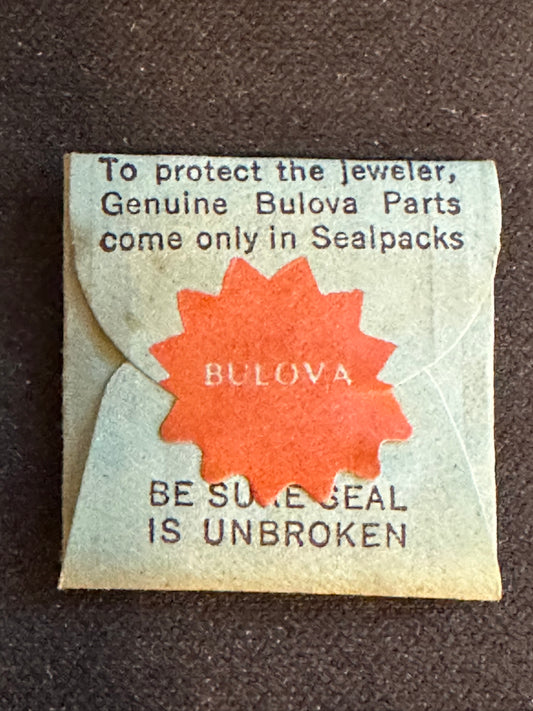 To protect the jeweler,
Genuine Bulova Parts
come only in Sealpacks
BULOVA
BE SURE SEAL
IS UNBROKEN